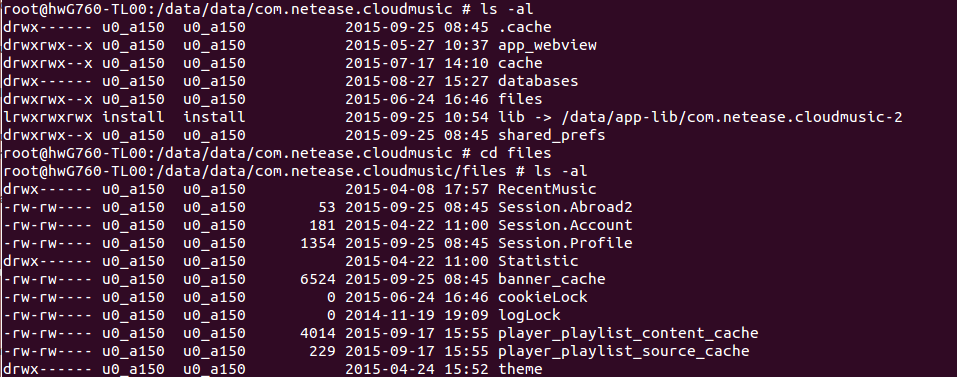 root@hwG760-TL00:/data/data/com.netease.cloudmusic # ls -al
drwx------ u0_a150  u0_a150           2015-09-25 08:45 .cache
drwxrwx--x u0_a150  u0_a150           2015-05-27 10:37 app_webview
drwxrwx--x u0_a150  u0_a150           2015-07-17 14:10 cache
drwxrwx--x u0_a150  u0_a150           2015-08-27 15:27 databases
drwxrwx--x u0_a150  u0_a150           2015-06-24 16:46 files
lrwxrwxrwx install  install           2015-09-25 10:54 lib -> /data/app-lib/com.netease.cloudmusic-2
drwxrwx--x u0_a150  u0_a150           2015-09-25 08:45 shared_prefs
root@hwG760-TL00:/data/data/com.netease.cloudmusic # cd files
root@hwG760-TL00:/data/data/com.netease.cloudmusic/files # ls -al
drwx------ u0_a150  u0_a150           2015-04-08 17:57 RecentMusic
-rw-rw---- u0_a150  u0_a150        53 2015-09-25 08:45 Session.Abroad2
-rw-rw---- u0_a150  u0_a150       181 2015-04-22 11:00 Session.Account
-rw-rw---- u0_a150  u0_a150      1354 2015-09-25 08:45 Session.Profile
drwx------ u0_a150  u0_a150           2015-04-22 11:00 Statistic
-rw-rw---- u0_a150  u0_a150      6524 2015-09-25 08:45 banner_cache
-rw-rw---- u0_a150  u0_a150         0 2015-06-24 16:46 cookieLock
-rw-rw---- u0_a150  u0_a150         0 2014-11-19 19:09 logLock
-rw-rw---- u0_a150  u0_a150      4014 2015-09-17 15:55 player_playlist_content_cache
-rw-rw---- u0_a150  u0_a150       229 2015-09-17 15:55 player_playlist_source_cache
drwx------ u0_a150  u0_a150           2015-04-24 15:52 theme